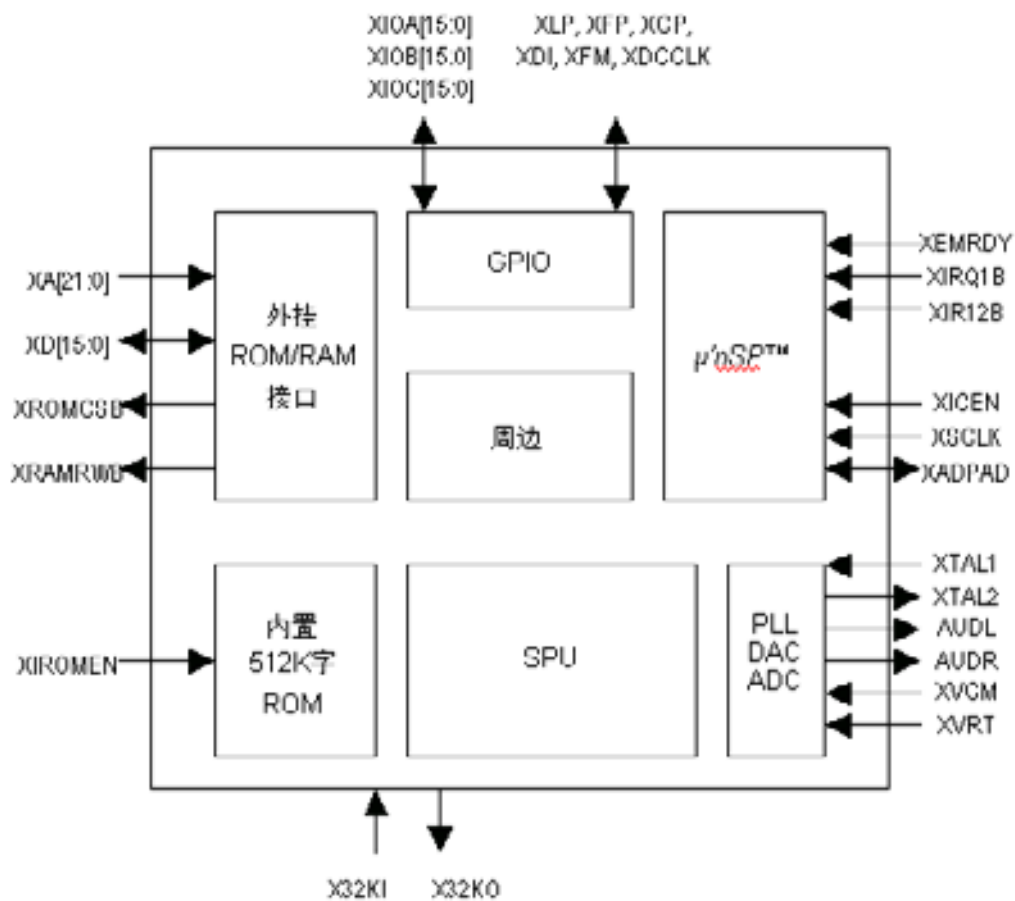 XIOA[15:0]
XIOB[15:0]
XIOC[15:0]
XLP, XFP, XCP,
XDI, XFM, XDCCLK
GPIO
XA[21:0]
XD[15:0]
XROMCSB
XRAMRWB
外挂
ROM/RAM
接口
周边
μ'nSP™
XEMRDY
XIRQ1B
XIR12B
XICEN
XSCLK
XADPAD
XIROMEN
内置
512K字
ROM
SPU
PLL
DAC
ADC
XTAL1
XTAL2
AUDL
AUDR
XVCM
XVRT
X32KI
X32KO